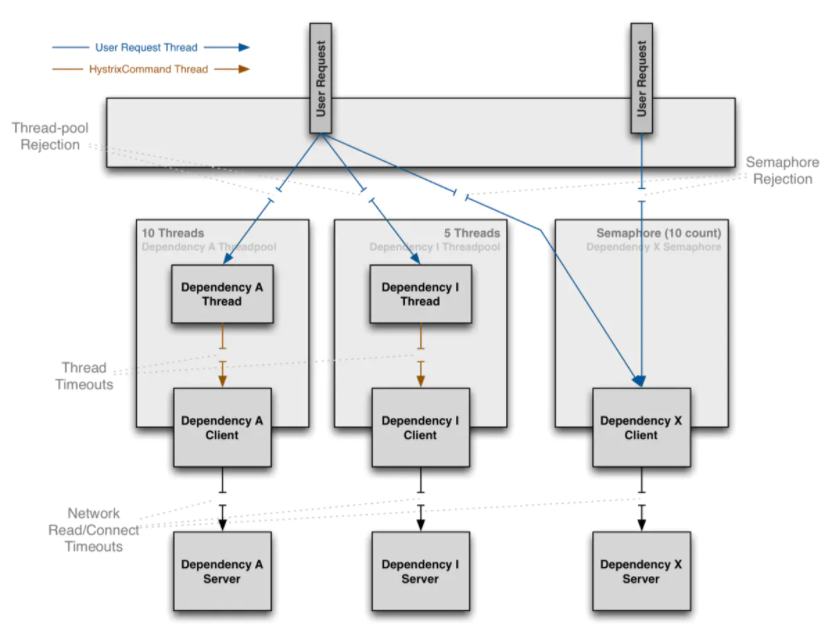 User Request Thread
HystrixCommand Thread
User Request
User Request
Thread-pool
Rejection
Semaphore
Rejection
10 Threads
Dependency A Threadpool
5 Threads
Dependency I Threadpool
Semaphore (10 count)
Dependency X Semaphore
Dependency A
Thread
Dependency I
Thread
Thread
Timeouts
Dependency A
Client
Dependency I
Client
Dependency X
Client
Network
Read/Connect
Timeouts
Dependency A
Server
Dependency I
Server
Dependency X
Server